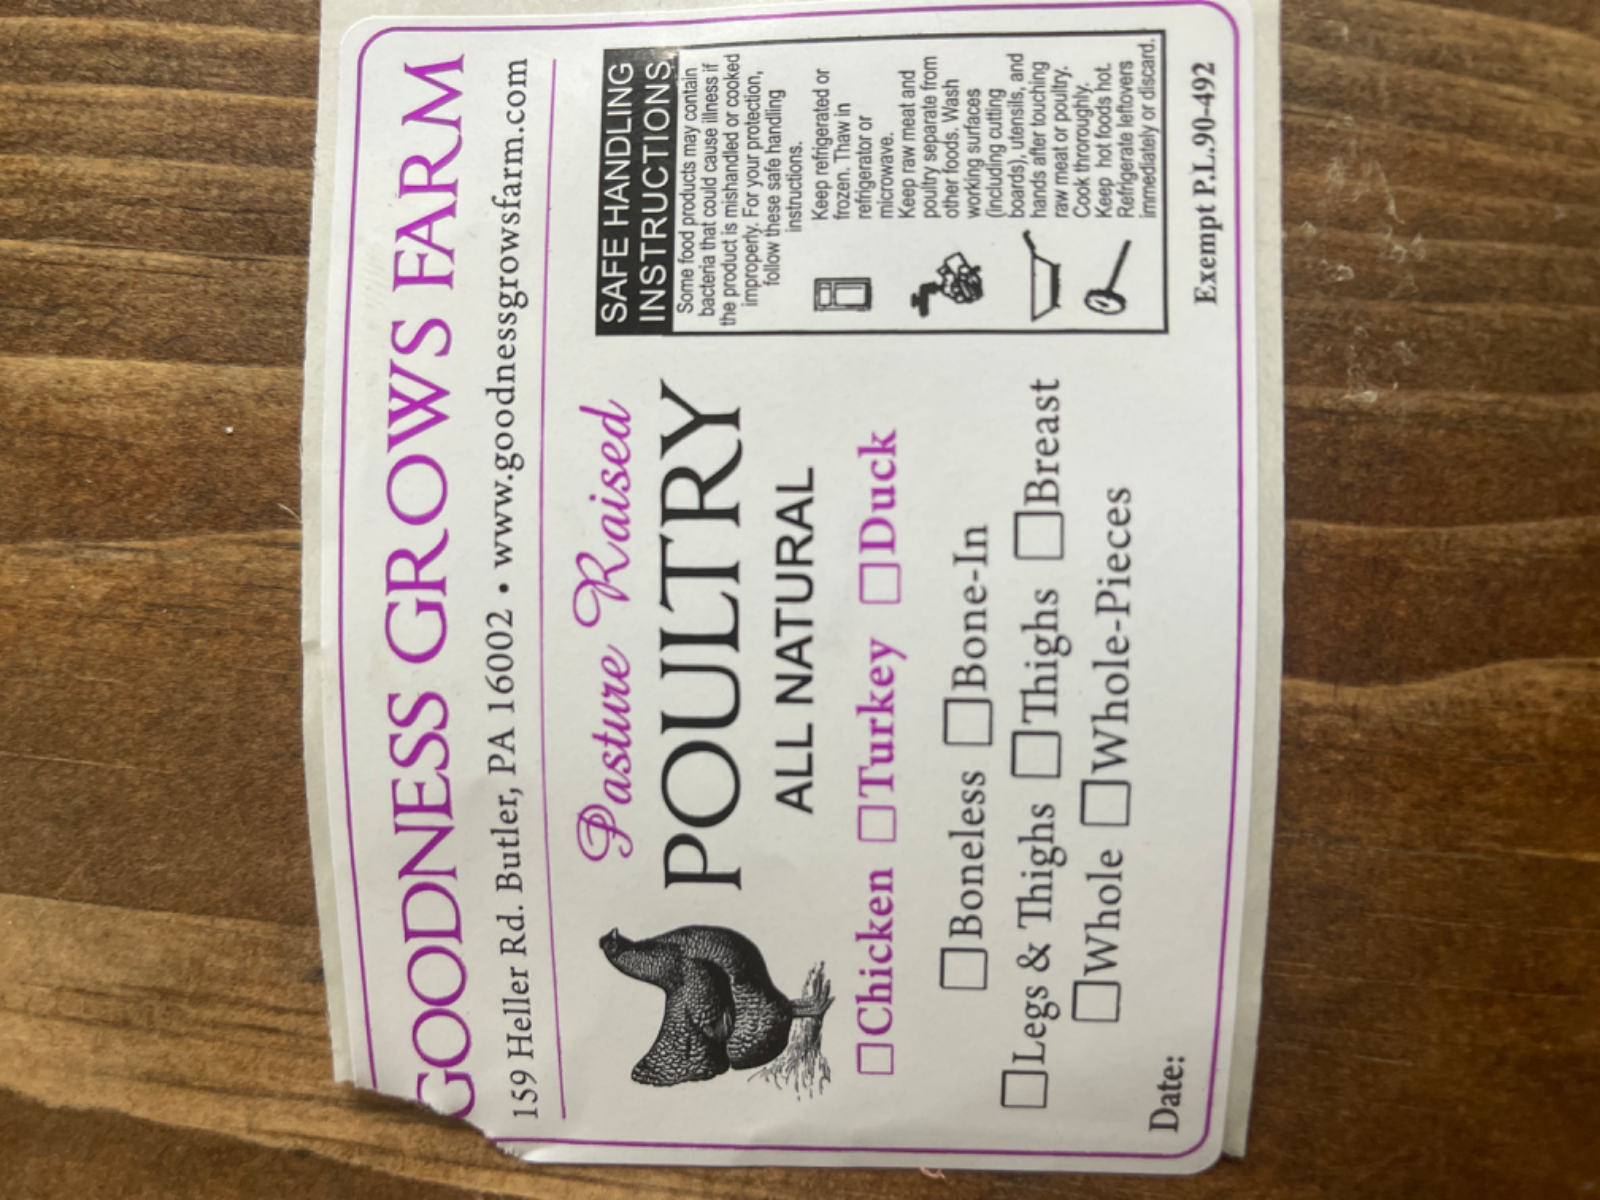 GOODNESS GROWS FARM
159 Heller Rd. Butler, PA 16002 • www.goodnessgrowsfarm.com
Pasture Raised
POULTRY
ALL NATURAL
Chicken Turkey Duck
Boneless Bone-In
Legs & Thighs Thighs Breast
Whole Whole-Pieces
Date:
SAFE HANDLING
INSTRUCTIONS
Some food products may contain
bacteria that could cause illness if
the product is mishandled or cooked
improperly. For your protection,
follow these safe handling
instructions.
Keep refrigerated or
frozen. Thaw in
refrigerator or
microwave.
Keep raw meat and
poultry separate from
other foods. Wash
working surfaces
(including cutting
boards), utensils, and
hands after touching
raw meat or poultry.
Cook throroughly.
Keep hot foods hot.
Refrigerate leftovers
immediately or discard.
Exempt P.L.90-492